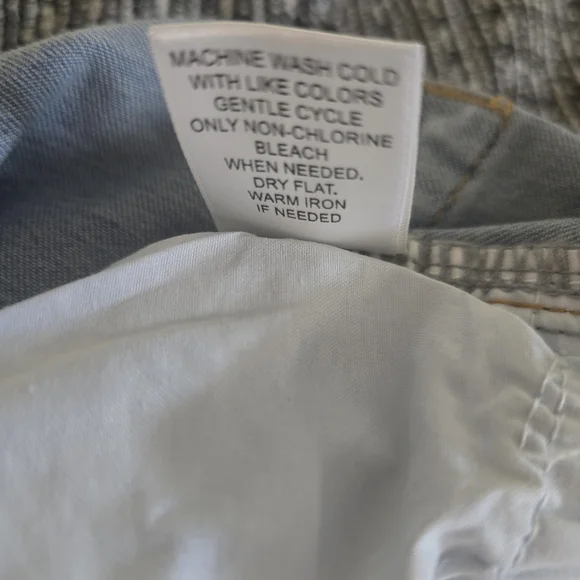 MACHINE WASH COLD
WITH LIKE COLORS
GENTLE CYCLE
ONLY NON-CHLORINE
BLEACH
WHEN NEEDED.
DRY FLAT.
WARM IRON
IF NEEDED